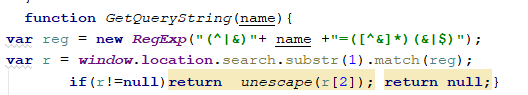 function GetQueryString(name){
var reg = new RegExp("(^|&)"+ name +"=([^&]*)(&|$)");
var r = window.location.search.substr(1).match(reg);
if(r!=null)return  unescape(r[2]); return null;}